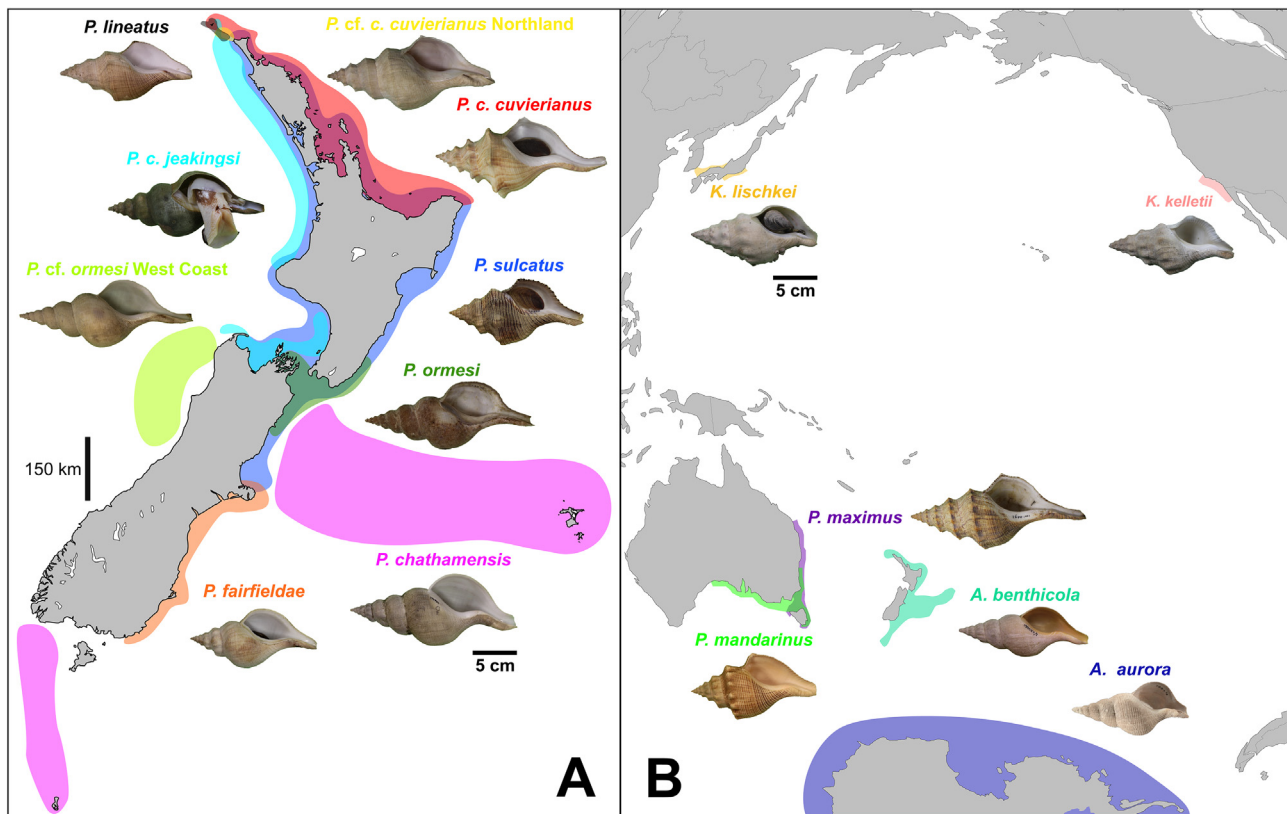 P. lineatus
P. cf. c. cuvierianus Northland
P. c. cuvierianus
P. c. jeakingsi
P. cf. ormesi West Coast
P. sulcatus
P. ormesi
150 km
P. chathamensis
P. fairfieldae
5 cm
A
K. lischkei
K. kelletii
5 cm
P. maximus
A. benthicola
P. mandarinus
A. aurora
B